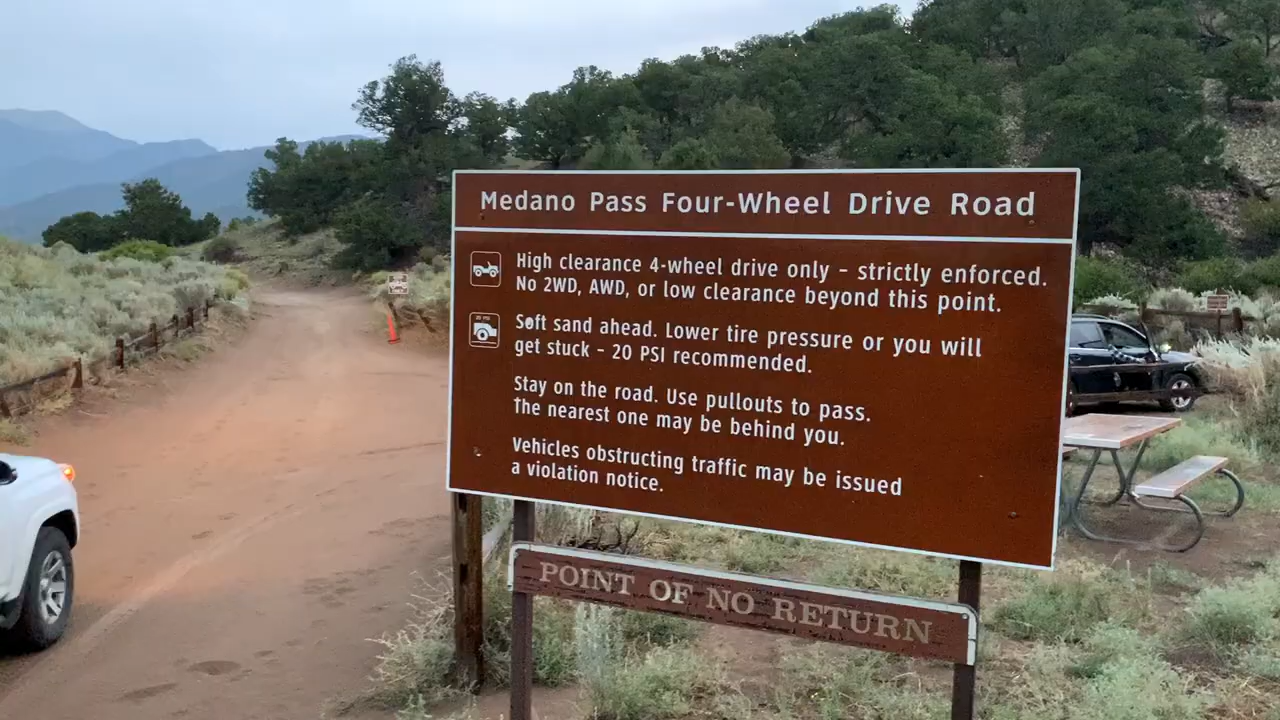 Medano Pass Four-Wheel Drive Road
High clearance 4-wheel drive only - strictly enforced.
No 2WD, AWD, or low clearance beyond this point.
20 PSI
Soft sand ahead. Lower tire pressure or you will
get stuck - 20 PSI recommended.
Stay on the road. Use pullouts to pass.
The nearest one may be behind you.
Vehicles obstructing traffic may be issued
a violation notice.
POINT OF NO RETURN